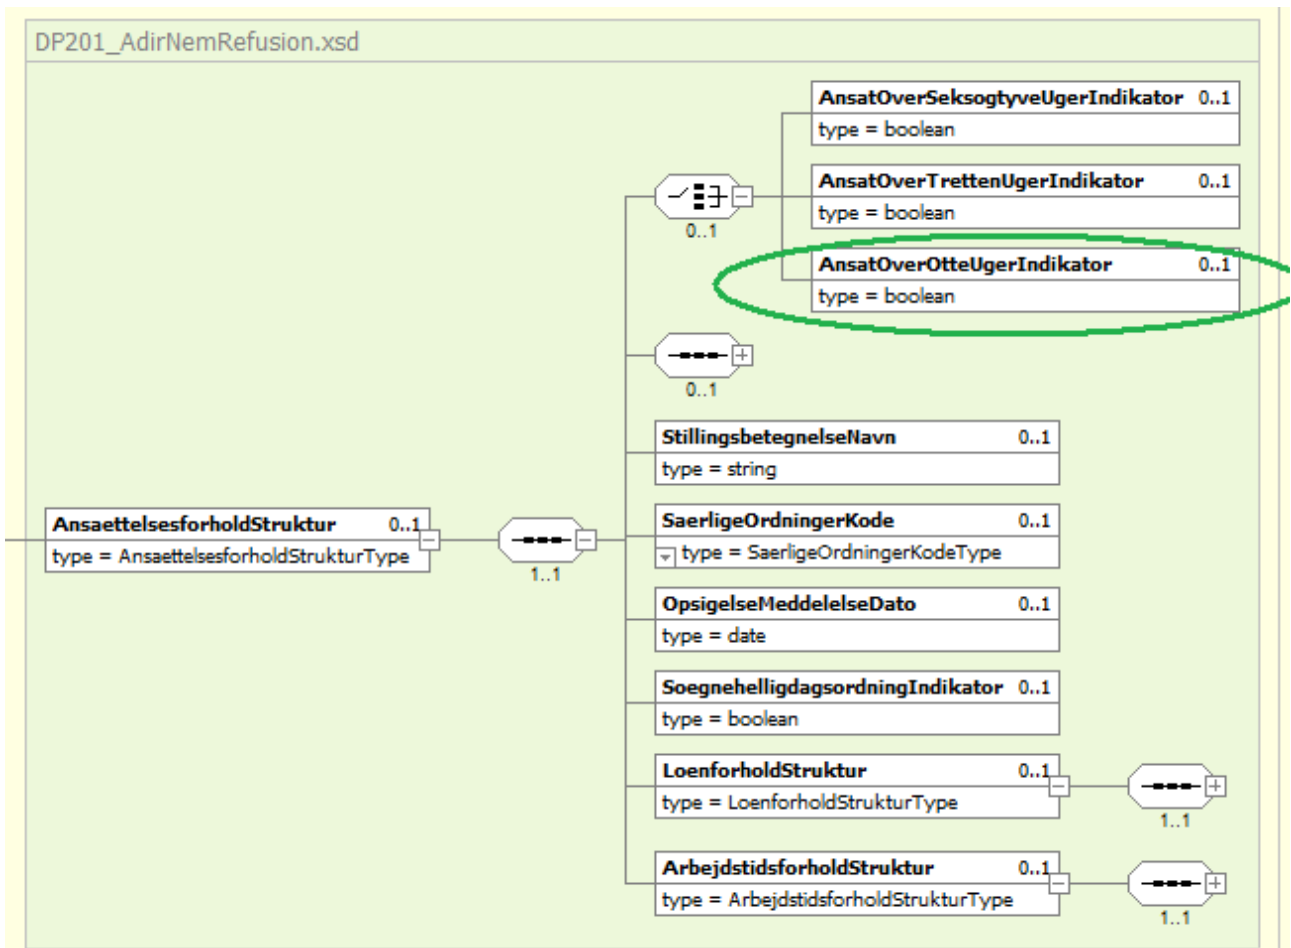 DP201_AdirNemRefusion.xsd
AnsatOverSeksogtyveUgerIndikator 0..1
type = boolean
AnsatOverTrettenUgerIndikator 0..1
type = boolean
0..1
AnsatOverOtteUgerIndikator 0..1
type = boolean
0..1
StillingsbetegnelseNavn 0..1
type = string
AnsaettelsesforholdStruktur 0..1
type = AnsaettelsesforholdStrukturType
1..1
SaerligeOrdningerKode 0..1
type = SaerligeOrdningerKodeType
OpsigelseMeddelelseDato 0..1
type = date
SoegnehelligdagsordningIndikator 0..1
type = boolean
LoenforholdStruktur 0..1
type = LoenforholdStrukturType
1..1
ArbejdstidsforholdStruktur 0..1
type = ArbejdstidsforholdStrukturType
1..1